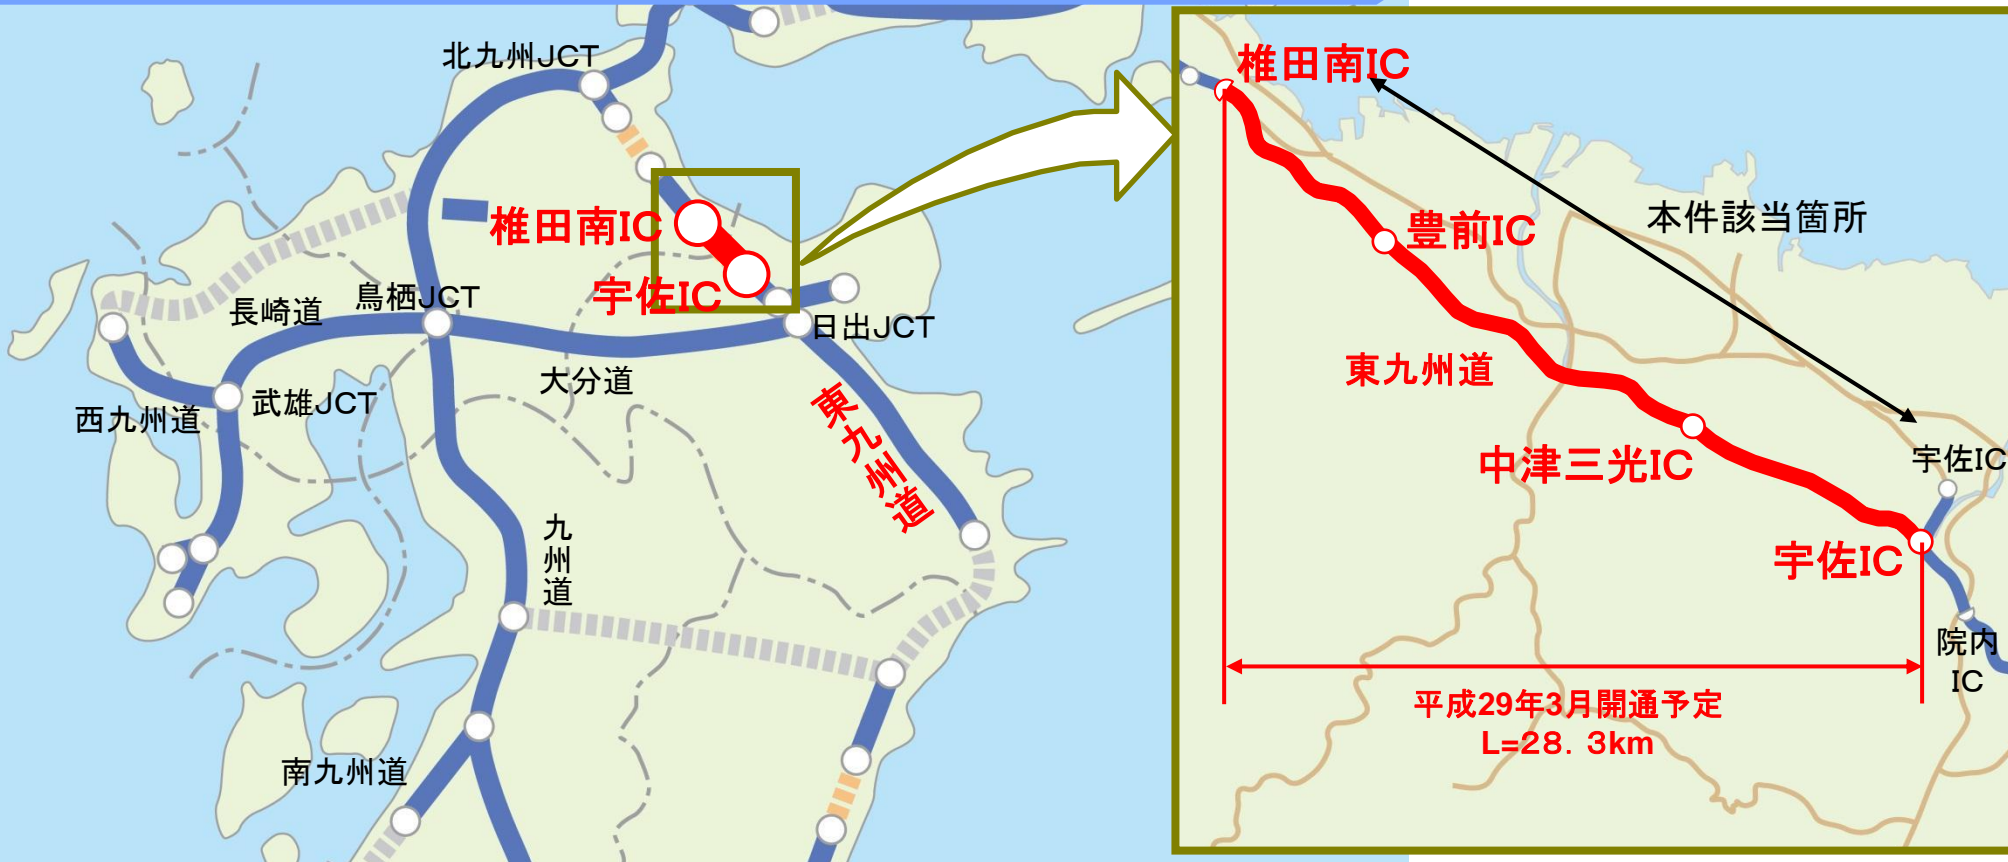 北九州JCT
椎田南IC
宇佐IC
長崎道
鳥栖JCT
日出JCT
大分道
武雄JCT
西九州道
東九州道
九州道
南九州道
椎田南IC
豊前IC
本件該当箇所
東九州道
中津三光IC
宇佐IC
宇佐IC
院内
IC
平成29年3月開通予定
L=28．3km